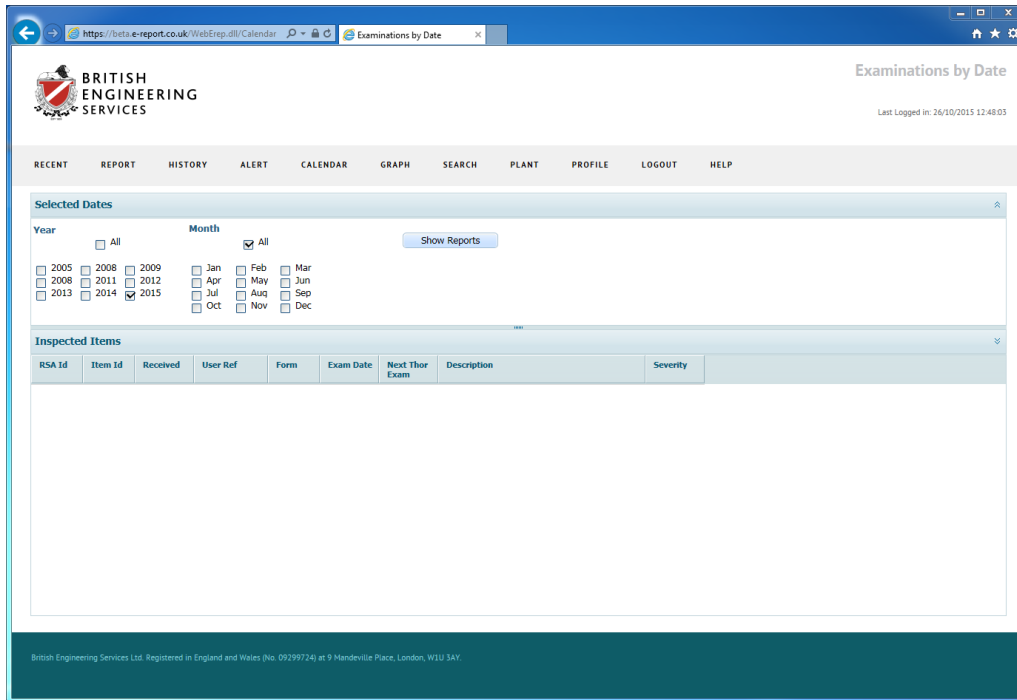 https://beta.e-report.co.uk/WebErep.dll/Calendar
Examinations by Date
BRITISH
ENGINEERING
SERVICES
Examinations by Date
Last Logged in: 26/10/2015 12:48:03
RECENT REPORT HISTORY ALERT CALENDAR GRAPH SEARCH PLANT PROFILE LOGOUT HELP
Selected Dates
Year Month
All All Show Reports
2005 2008 2009 Jan Feb Mar
2008 2011 2012 Apr May Jun
2013 2014 2015 Jul Aug Sep
Oct Nov Dec
Inspected Items
RSA Id Item Id Received User Ref Form Exam Date Next Thor Description Severity
Exam
British Engineering Services Ltd. Registered in England and Wales (No. 09299724) at 9 Mandeville Place, London, W1U 3AY.